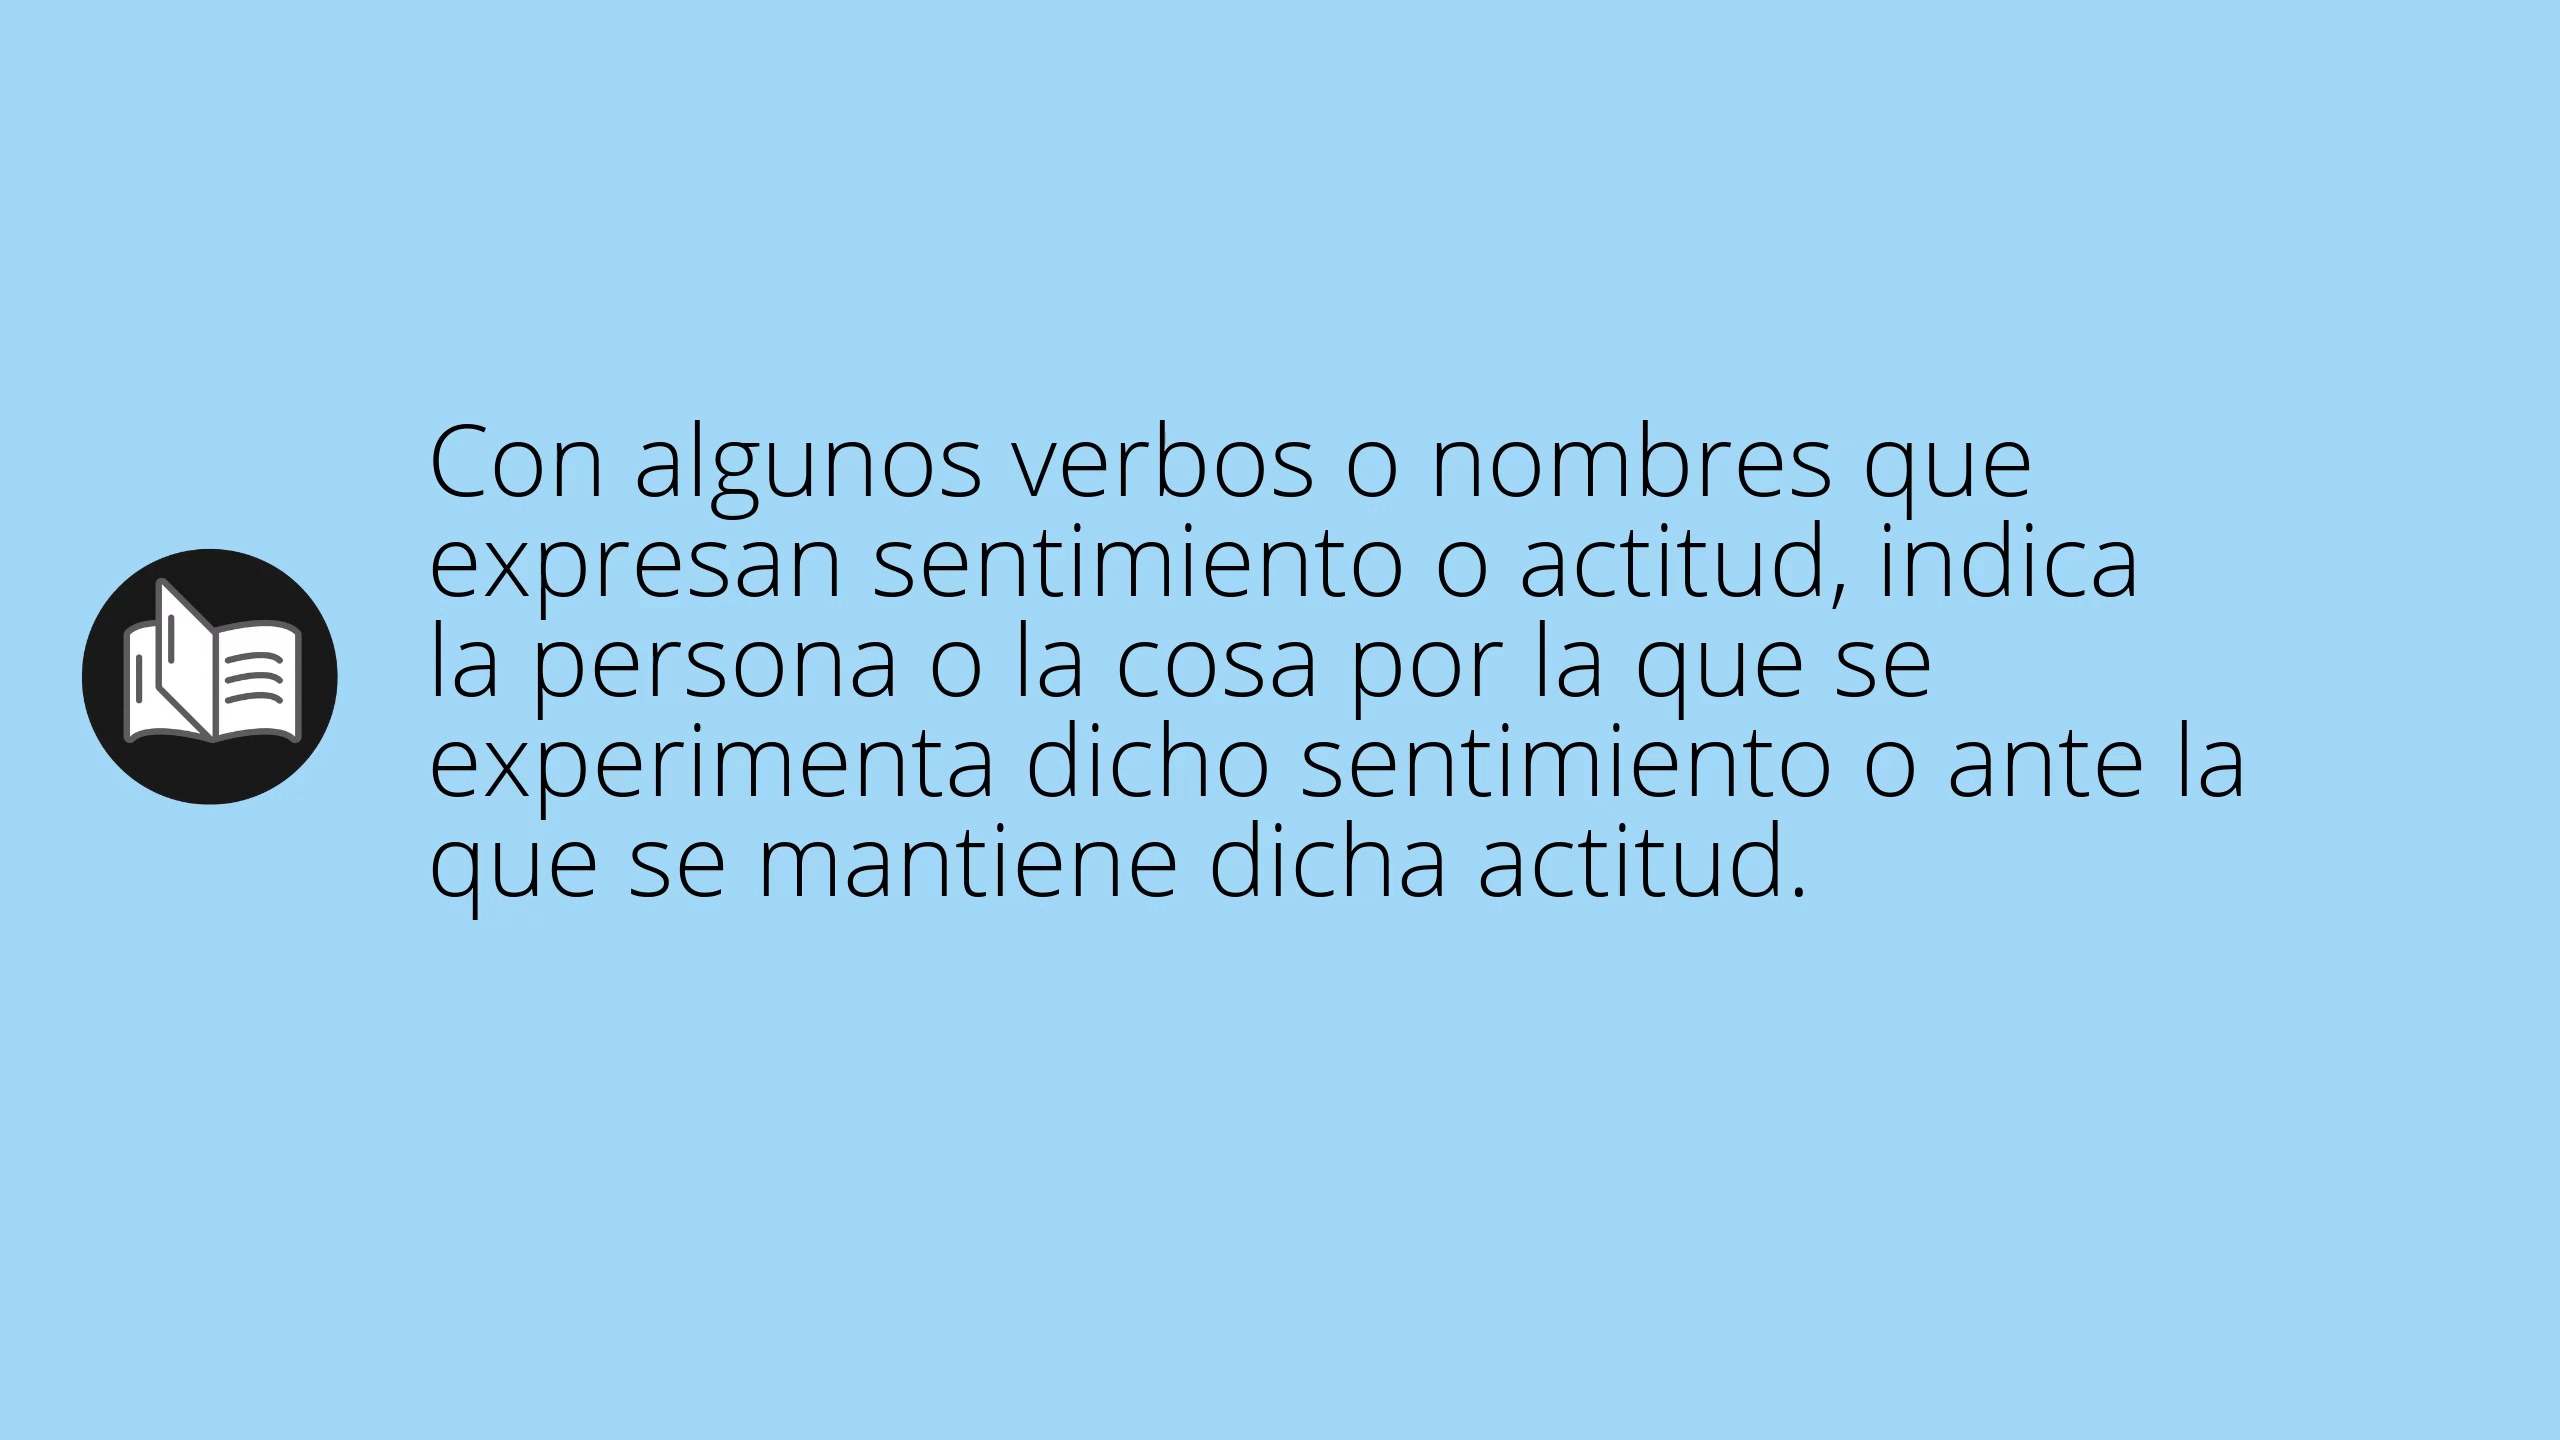 Con algunos verbos o nombres que
expresan sentimiento o actitud, indica
la persona o la cosa por la que se
experimenta dicho sentimiento o ante la
que se mantiene dicha actitud.